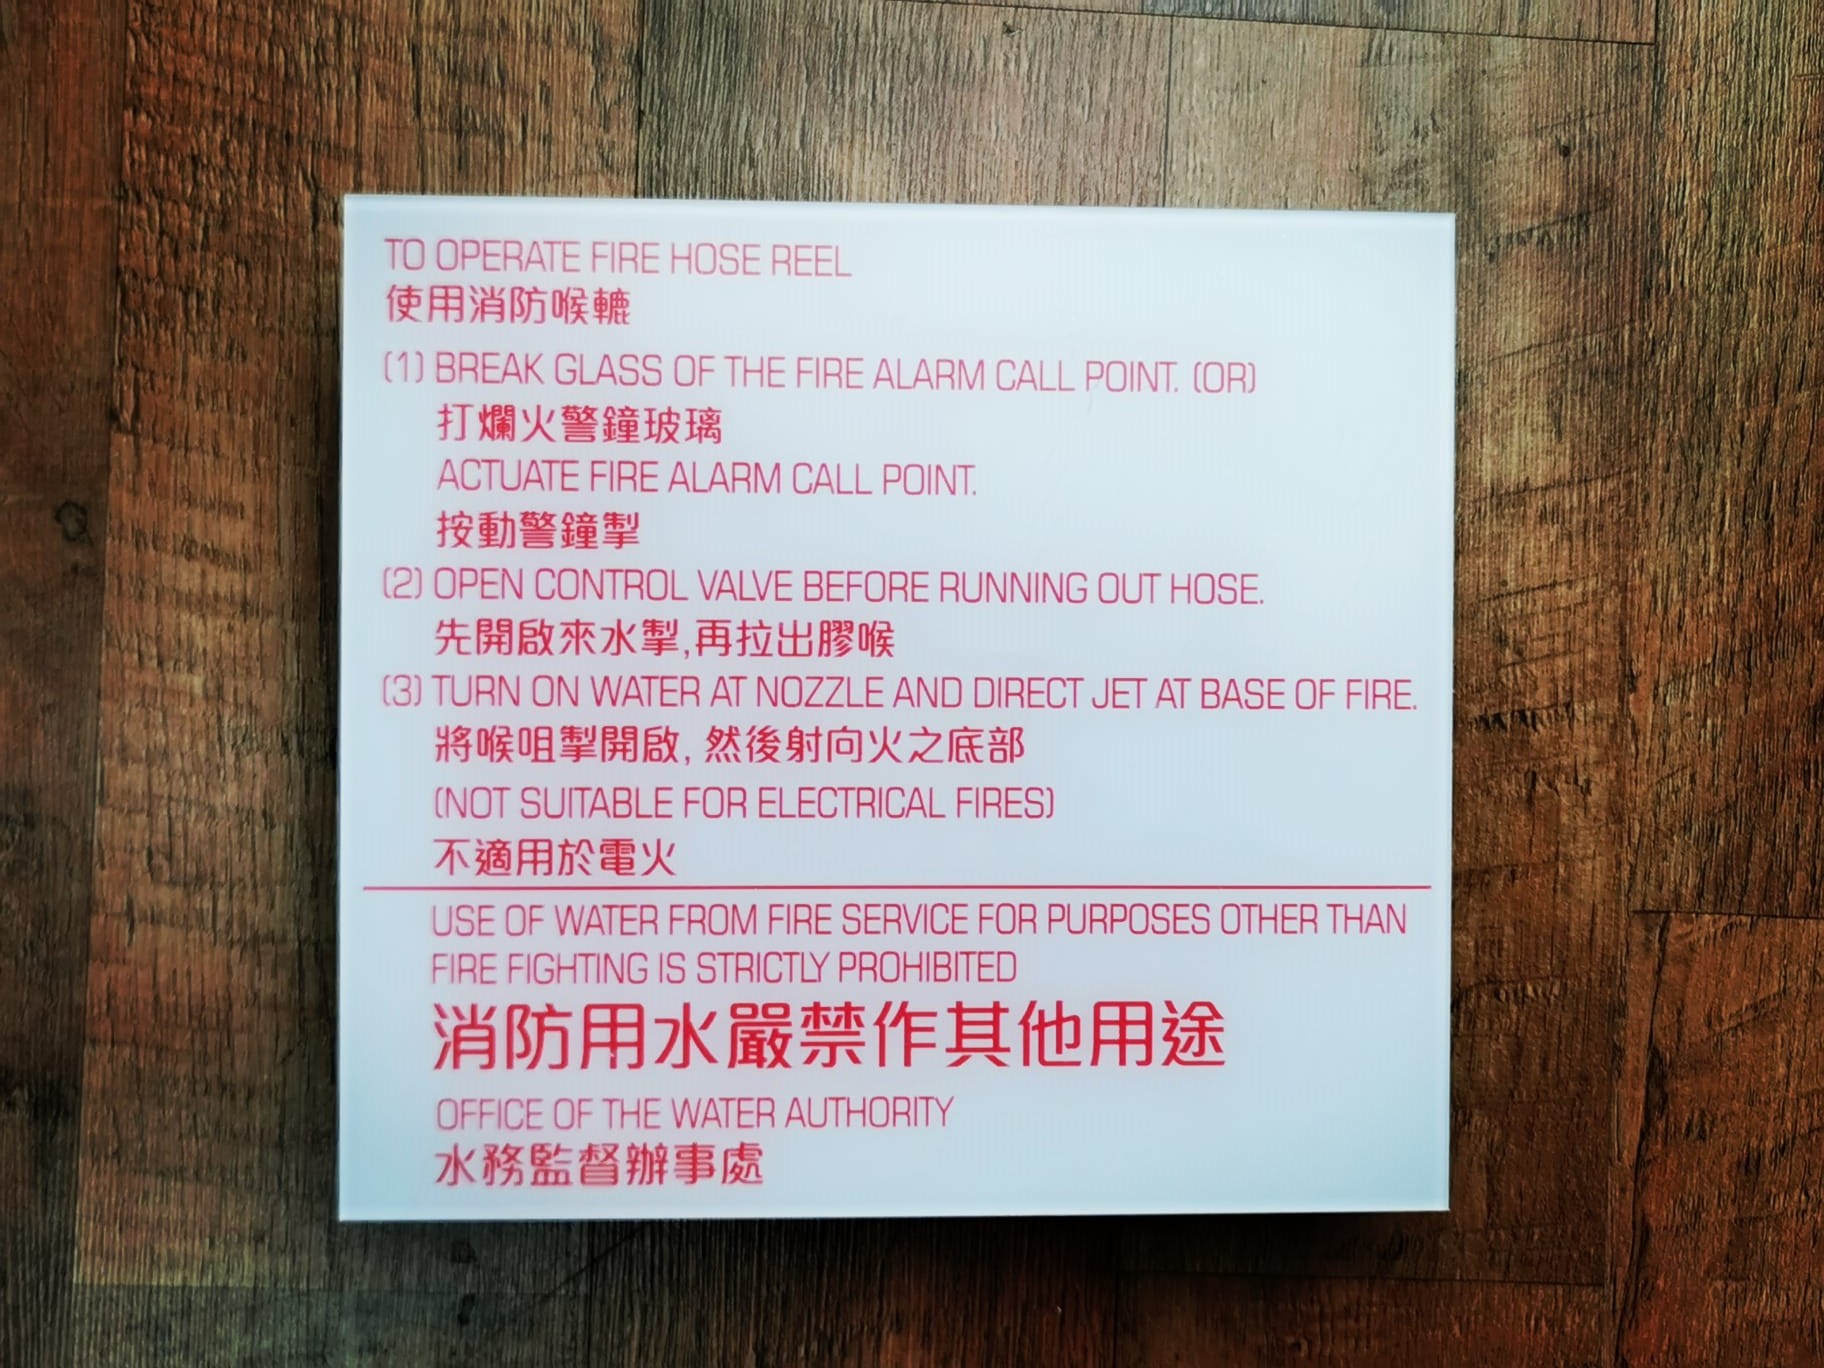 TO OPERATE FIRE HOSE REEL
使用消防喉轆
(1) BREAK GLASS OF THE FIRE ALARM CALL POINT. (OR)
打爛火警鐘玻璃
ACTUATE FIRE ALARM CALL POINT.
按動警鐘掣
(2) OPEN CONTROL VALVE BEFORE RUNNING OUT HOSE.
先開啟來水掣,再拉出膠喉
(3) TURN ON WATER AT NOZZLE AND DIRECT JET AT BASE OF FIRE.
將喉咀掣開啟, 然後射向火之底部
(NOT SUITABLE FOR ELECTRICAL FIRES)
不適用於電火
USE OF WATER FROM FIRE SERVICE FOR PURPOSES OTHER THAN
FIRE FIGHTING IS STRICTLY PROHIBITED
消防用水嚴禁作其他用途
OFFICE OF THE WATER AUTHORITY
水務監督辦事處